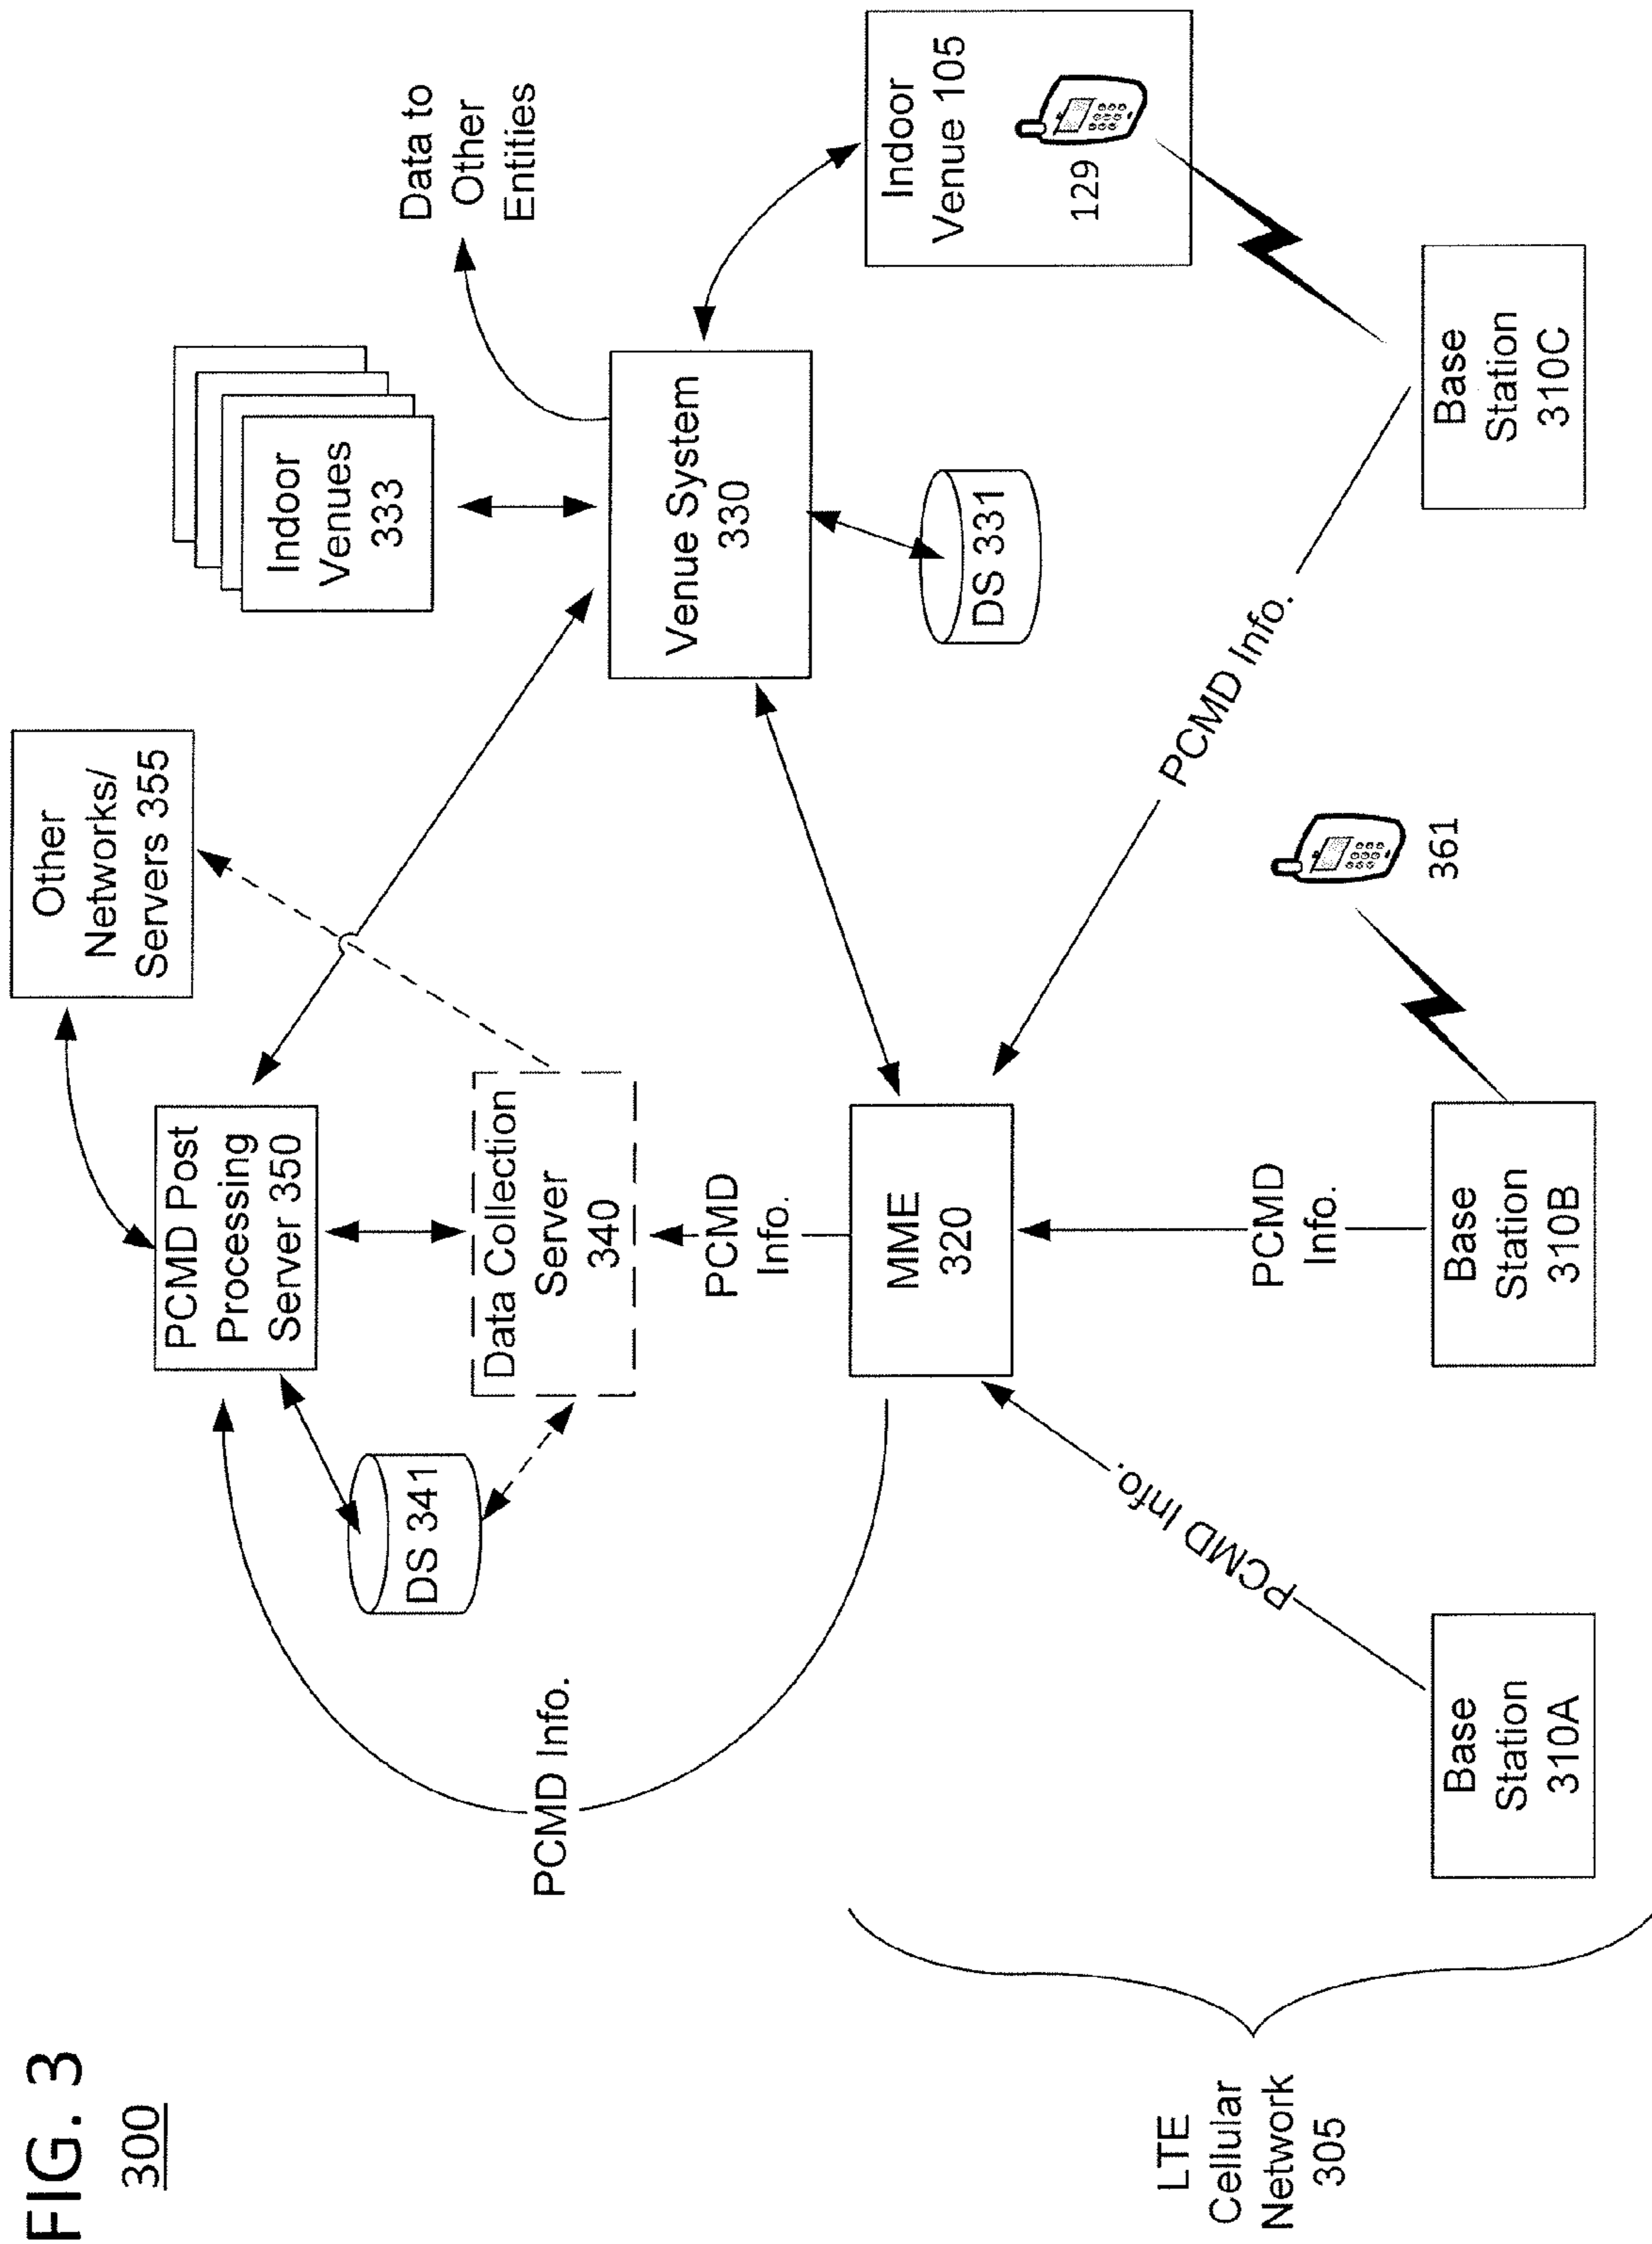 FIG. 3
300
Other
Networks/
Servers 355
PCMD Post
Processing
Server 350
Indoor
Venues
333
Data to
Other
Entities
DS 341
Data Collection
Server
340
PCMD Info.
PCMD
Info.
Venue System
330
DS 331
Indoor
Venue 105
129
MME
320
PCMD Info.
PCMD
Info.
PCMD Info.
361
LTE
Cellular
Network
305
Base
Station
310A
Base
Station
310B
Base
Station
310C